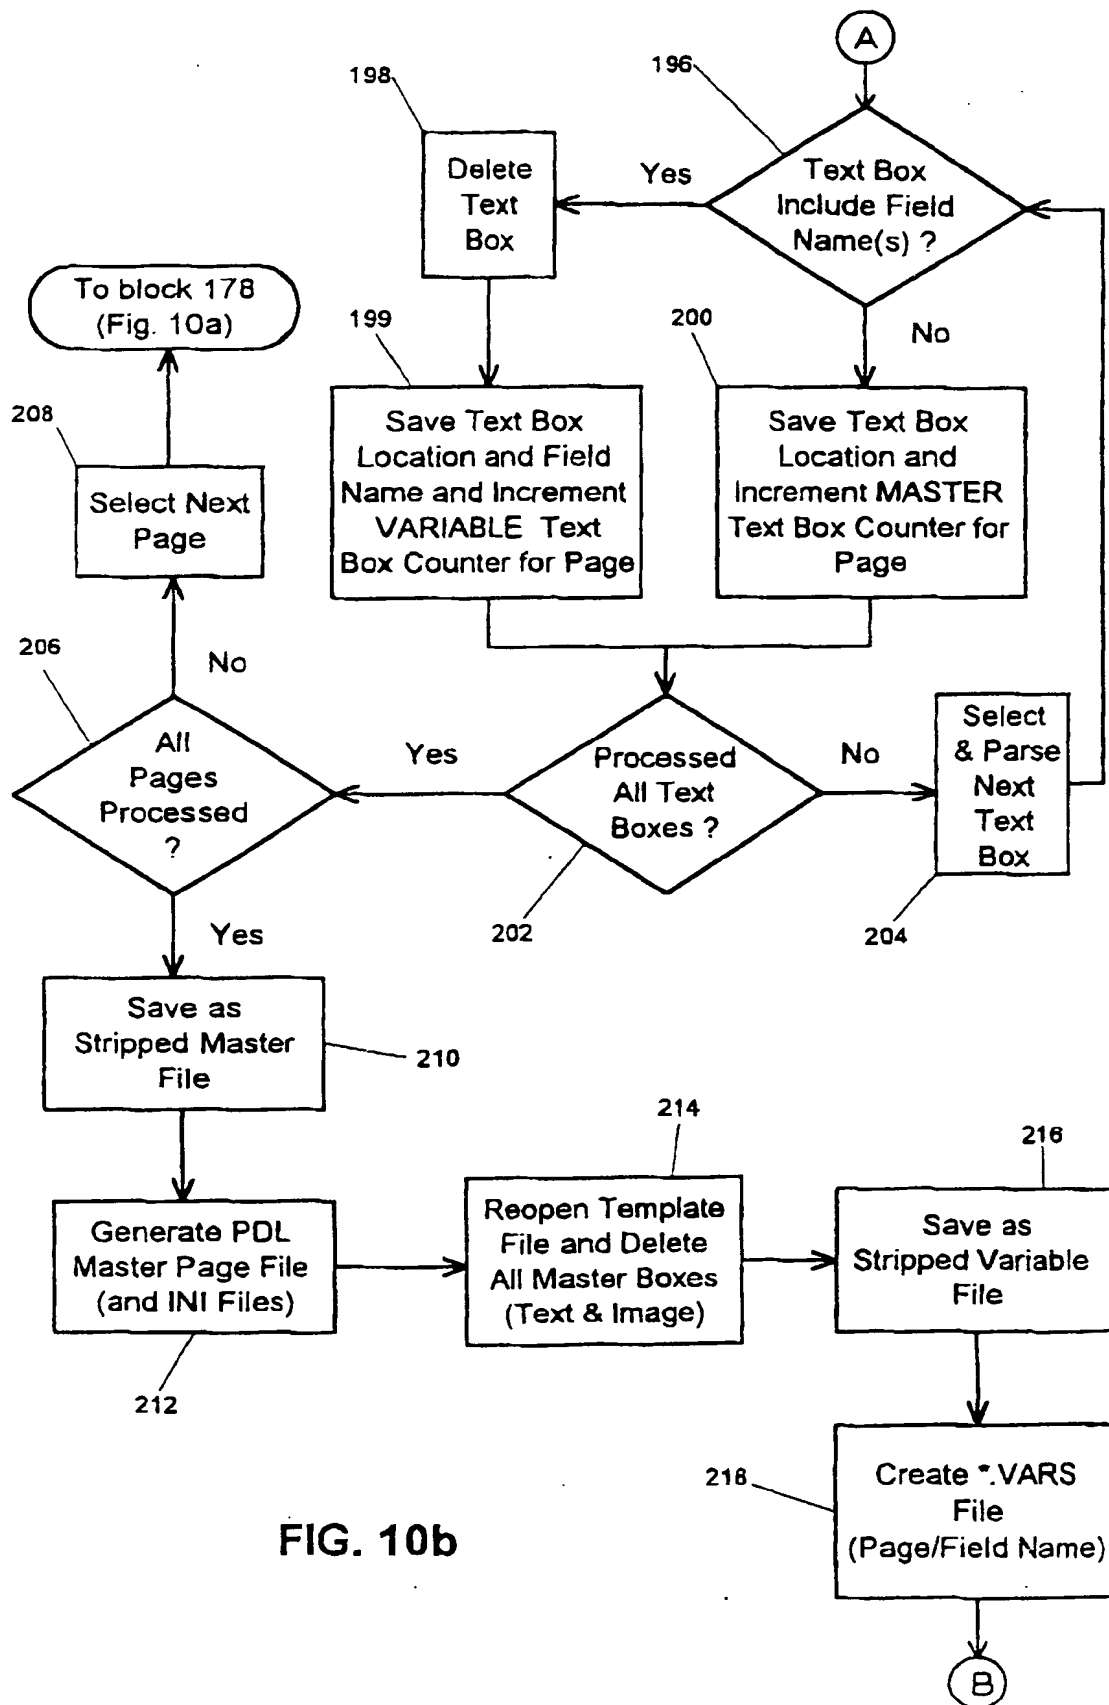 A
196
Text Box
Include Field
Name(s) ?
Yes
No
198
Delete
Text
Box
199
Save Text Box
Location and Field
Name and Increment
VARIABLE Text
Box Counter for Page
200
Save Text Box
Location and
Increment MASTER
Text Box Counter for
Page
To block 178
(Fig. 10a)
208
Select Next
Page
206
No
All
Pages
Processed
?
Yes
Yes
Processed
All Text
Boxes ?
No
202
Select
& Parse
Next
Text
Box
204
Save as
Stripped Master
File
210
Generate PDL
Master Page File
(and INI Files)
212
214
Reopen Template
File and Delete
All Master Boxes
(Text & Image)
216
Save as
Stripped Variable
File
218
Create *.VARS
File
(Page/Field Name)
B
FIG. 10b